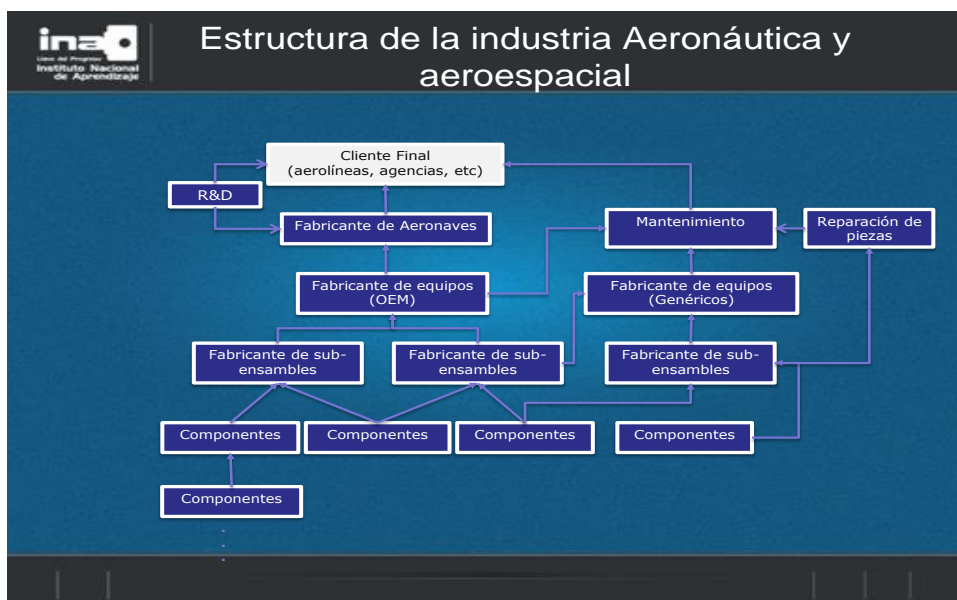 ina
Llave del Progreso
Instituto Nacional
de Aprendizaje
Estructura de la industria Aeronáutica y
aeroespacial
Cliente Final
(aerolíneas, agencias, etc)
R&D
Fabricante de Aeronaves
Mantenimiento
Reparación de
piezas
Fabricante de equipos
(OEM)
Fabricante de equipos
(Genéricos)
Fabricante de sub-
ensambles
Fabricante de sub-
ensambles
Fabricante de sub-
ensambles
Componentes
Componentes
Componentes
Componentes
Componentes